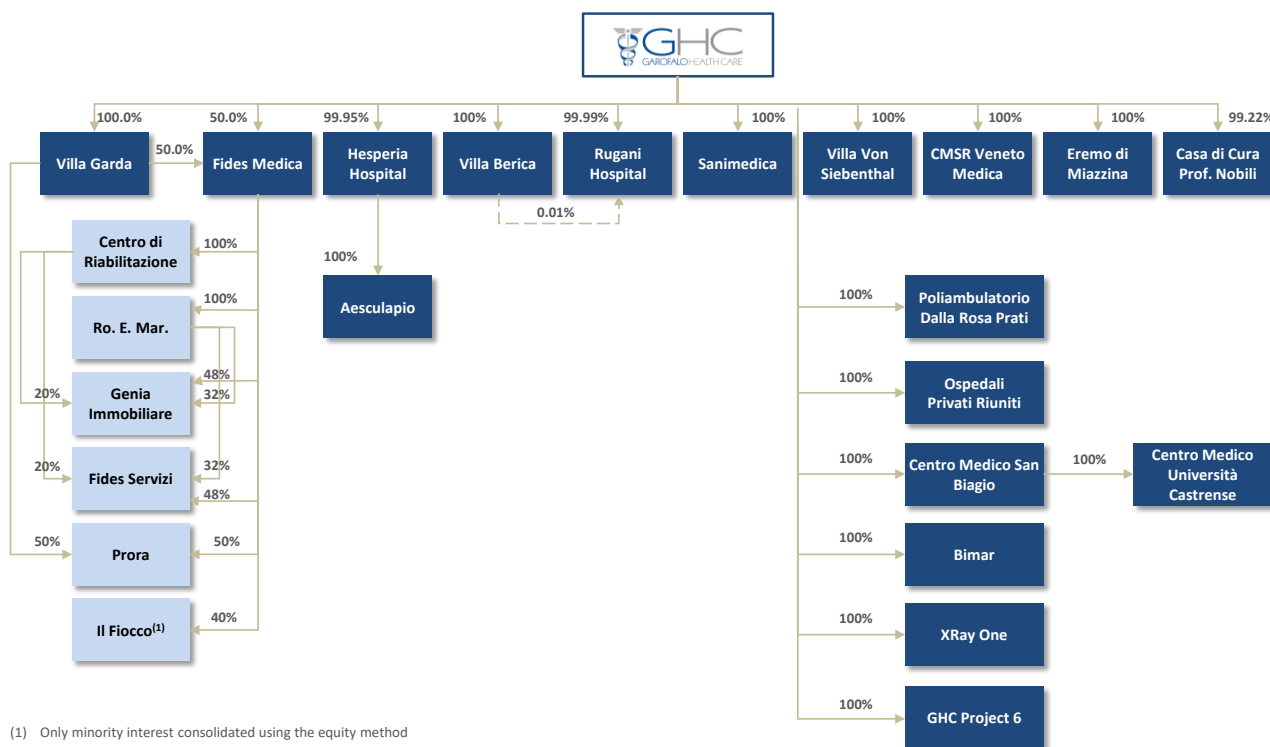 GHC
GAROFALO HEALTH CARE
100.0%
50.0%
99.95%
100%
99.99%
100%
100%
100%
100%
99.22%
Villa Garda
50.0%
Fides Medica
Hesperia
Hospital
Villa Berica
Rugani
Hospital
Sanimedica
Villa Von
Siebenthal
CMSR Veneto
Medica
Eremo di
Miazzina
Casa di Cura
Prof. Nobili
0.01%
Centro di
Riabilitazione
100%
100%
Aesculapio
100%
Poliambulatorio
Dalla Rosa Prati
Ro. E. Mar.
100%
48%
20%
Genia
Immobiliare
32%
100%
Ospedali
Privati Riuniti
20%
Fides Servizi
32%
48%
100%
Centro Medico San
Biagio
100%
Centro Medico
Università
Castrense
50%
Prora
50%
100%
Bimar
Il Fiocco(1)
40%
100%
XRay One
100%
GHC Project 6
(1) Only minority interest consolidated using the equity method